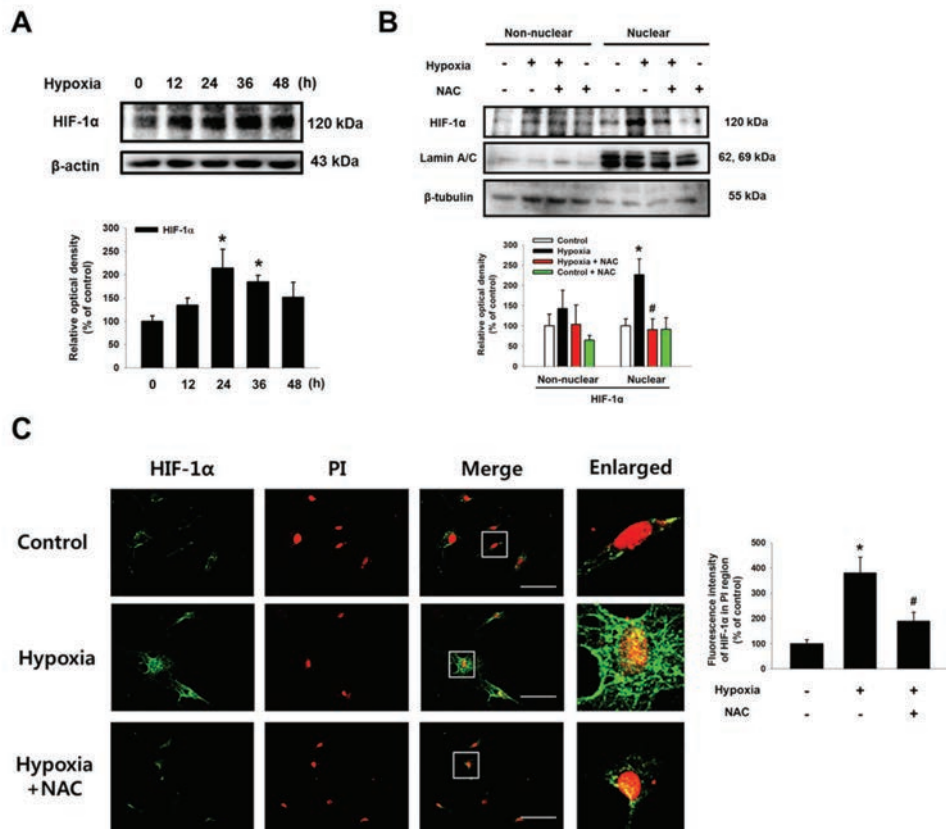 A
Hypoxia 0 12 24 36 48 (h)
HIF-1α 120 kDa
β-actin 43 kDa
HIF-1α
Relative optical density
(% of control)
300
250
200
150
100
50
0
* *
0 12 24 36 48 (h)
B
Non-nuclear Nuclear
Hypoxia - + + - - + + -
NAC - - + + - - + +
HIF-1α 120 kDa
Lamin A/C 62, 69 kDa
β-tubulin 55 kDa
Control
Hypoxia
Hypoxia + NAC
Control + NAC
Relative optical density
(% of control)
300
250
200
150
100
50
0
*
#
Non-nuclear Nuclear
HIF-1α
C
HIF-1α PI Merge Enlarged
Control
Hypoxia
Hypoxia
+NAC
Fluorescence intensity
of HIF-1α in PI region
(% of control)
500
400
300
200
100
0
*
#
Hypoxia - + +
NAC - - +